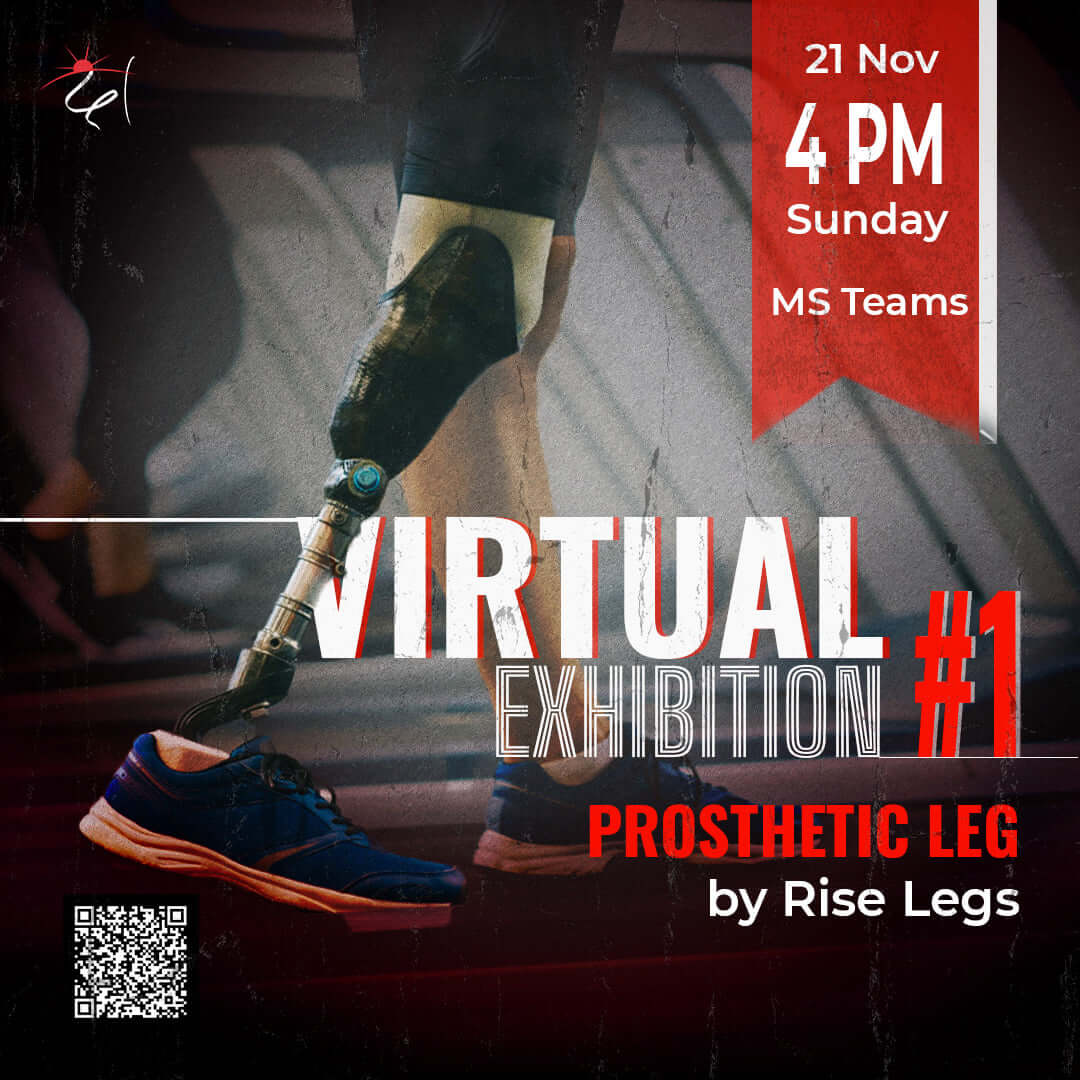 21 Nov
4 PM
Sunday
MS Teams
VIRTUAL
EXHIBITION
#1
PROSTHETIC LEG
by Rise Legs